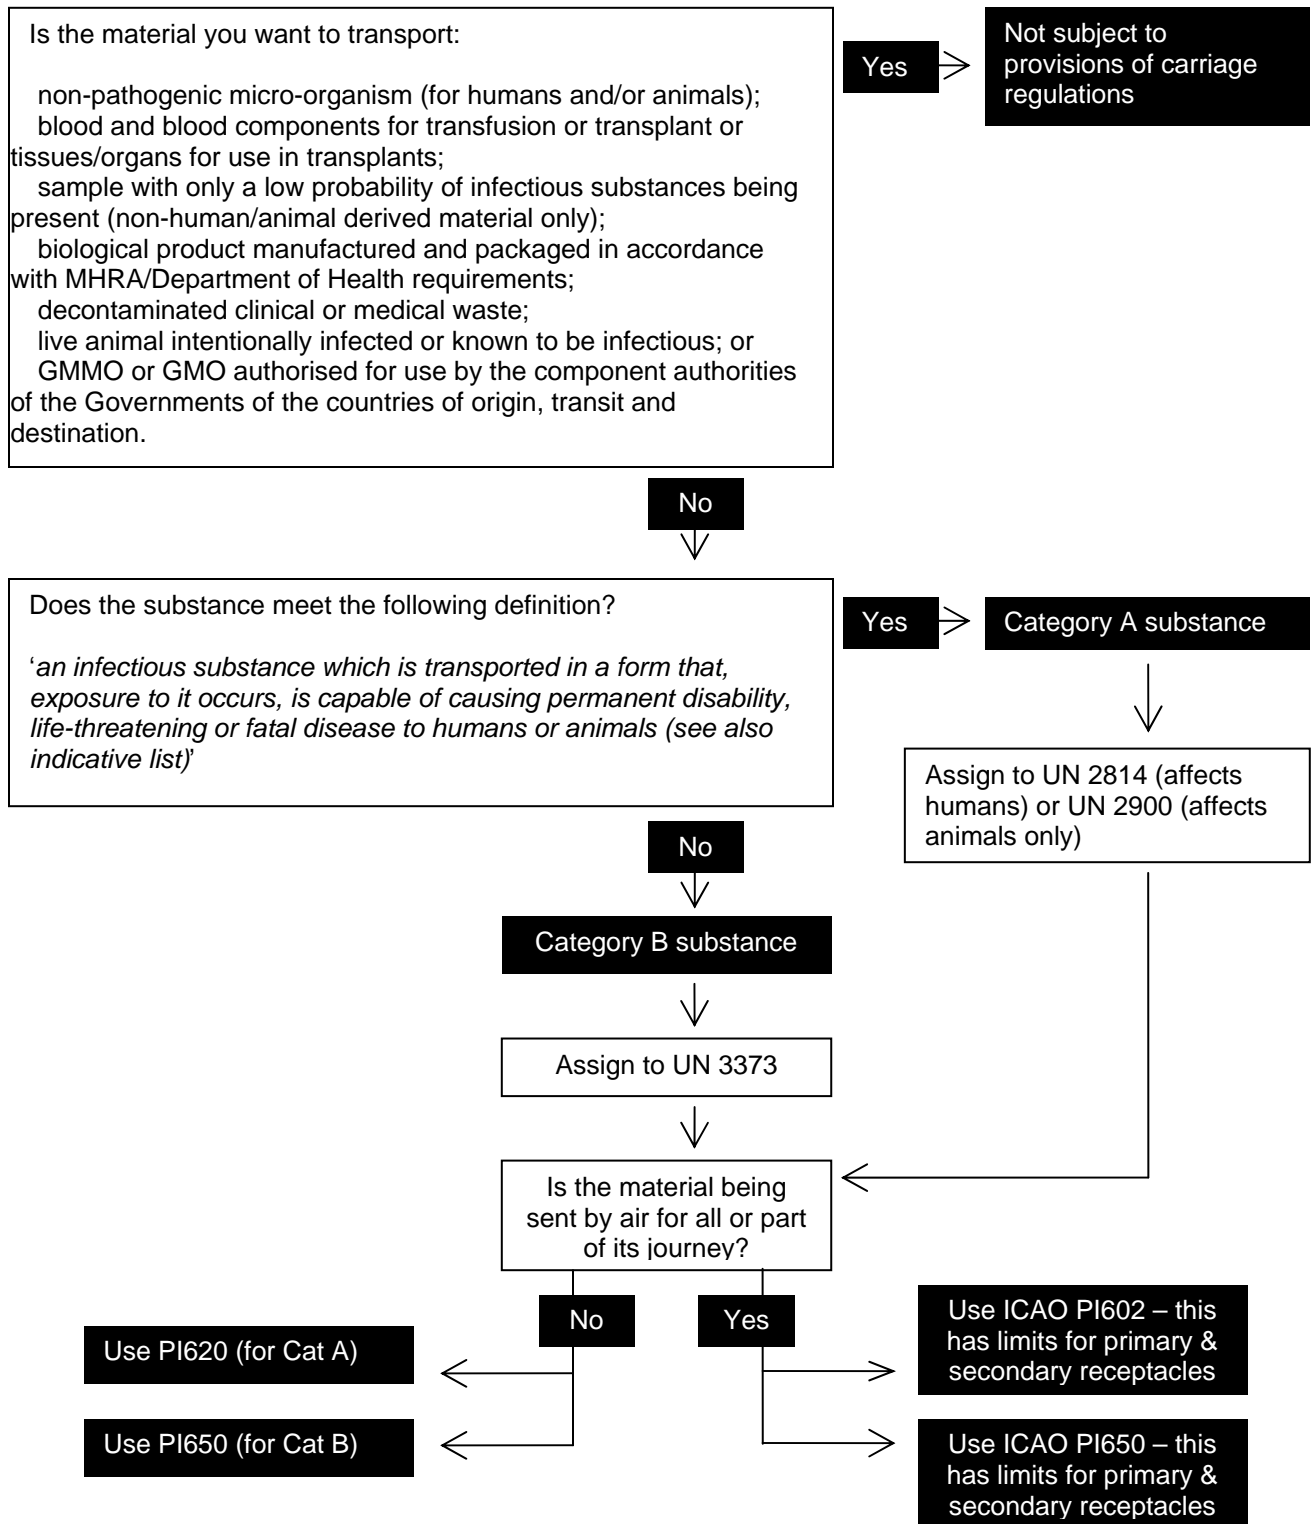 Is the material you want to transport:
non-pathogenic micro-organism (for humans and/or animals);
blood and blood components for transfusion or transplant or
tissues/organs for use in transplants;
sample with only a low probability of infectious substances being
present (non-human/animal derived material only);
biological product manufactured and packaged in accordance
with MHRA/Department of Health requirements;
decontaminated clinical or medical waste;
live animal intentionally infected or known to be infectious; or
GMMO or GMO authorised for use by the component authorities
of the Governments of the countries of origin, transit and
destination.
Yes
Not subject to
provisions of carriage
regulations
No
Does the substance meet the following definition?
‘an infectious substance which is transported in a form that,
exposure to it occurs, is capable of causing permanent disability,
life-threatening or fatal disease to humans or animals (see also
indicative list)’
Yes
Category A substance
Assign to UN 2814 (affects
humans) or UN 2900 (affects
animals only)
No
Category B substance
Assign to UN 3373
Is the material being
sent by air for all or part
of its journey?
No
Yes
Use PI620 (for Cat A)
Use PI650 (for Cat B)
Use ICAO PI602 – this
has limits for primary &
secondary receptacles
Use ICAO PI650 – this
has limits for primary &
secondary receptacles